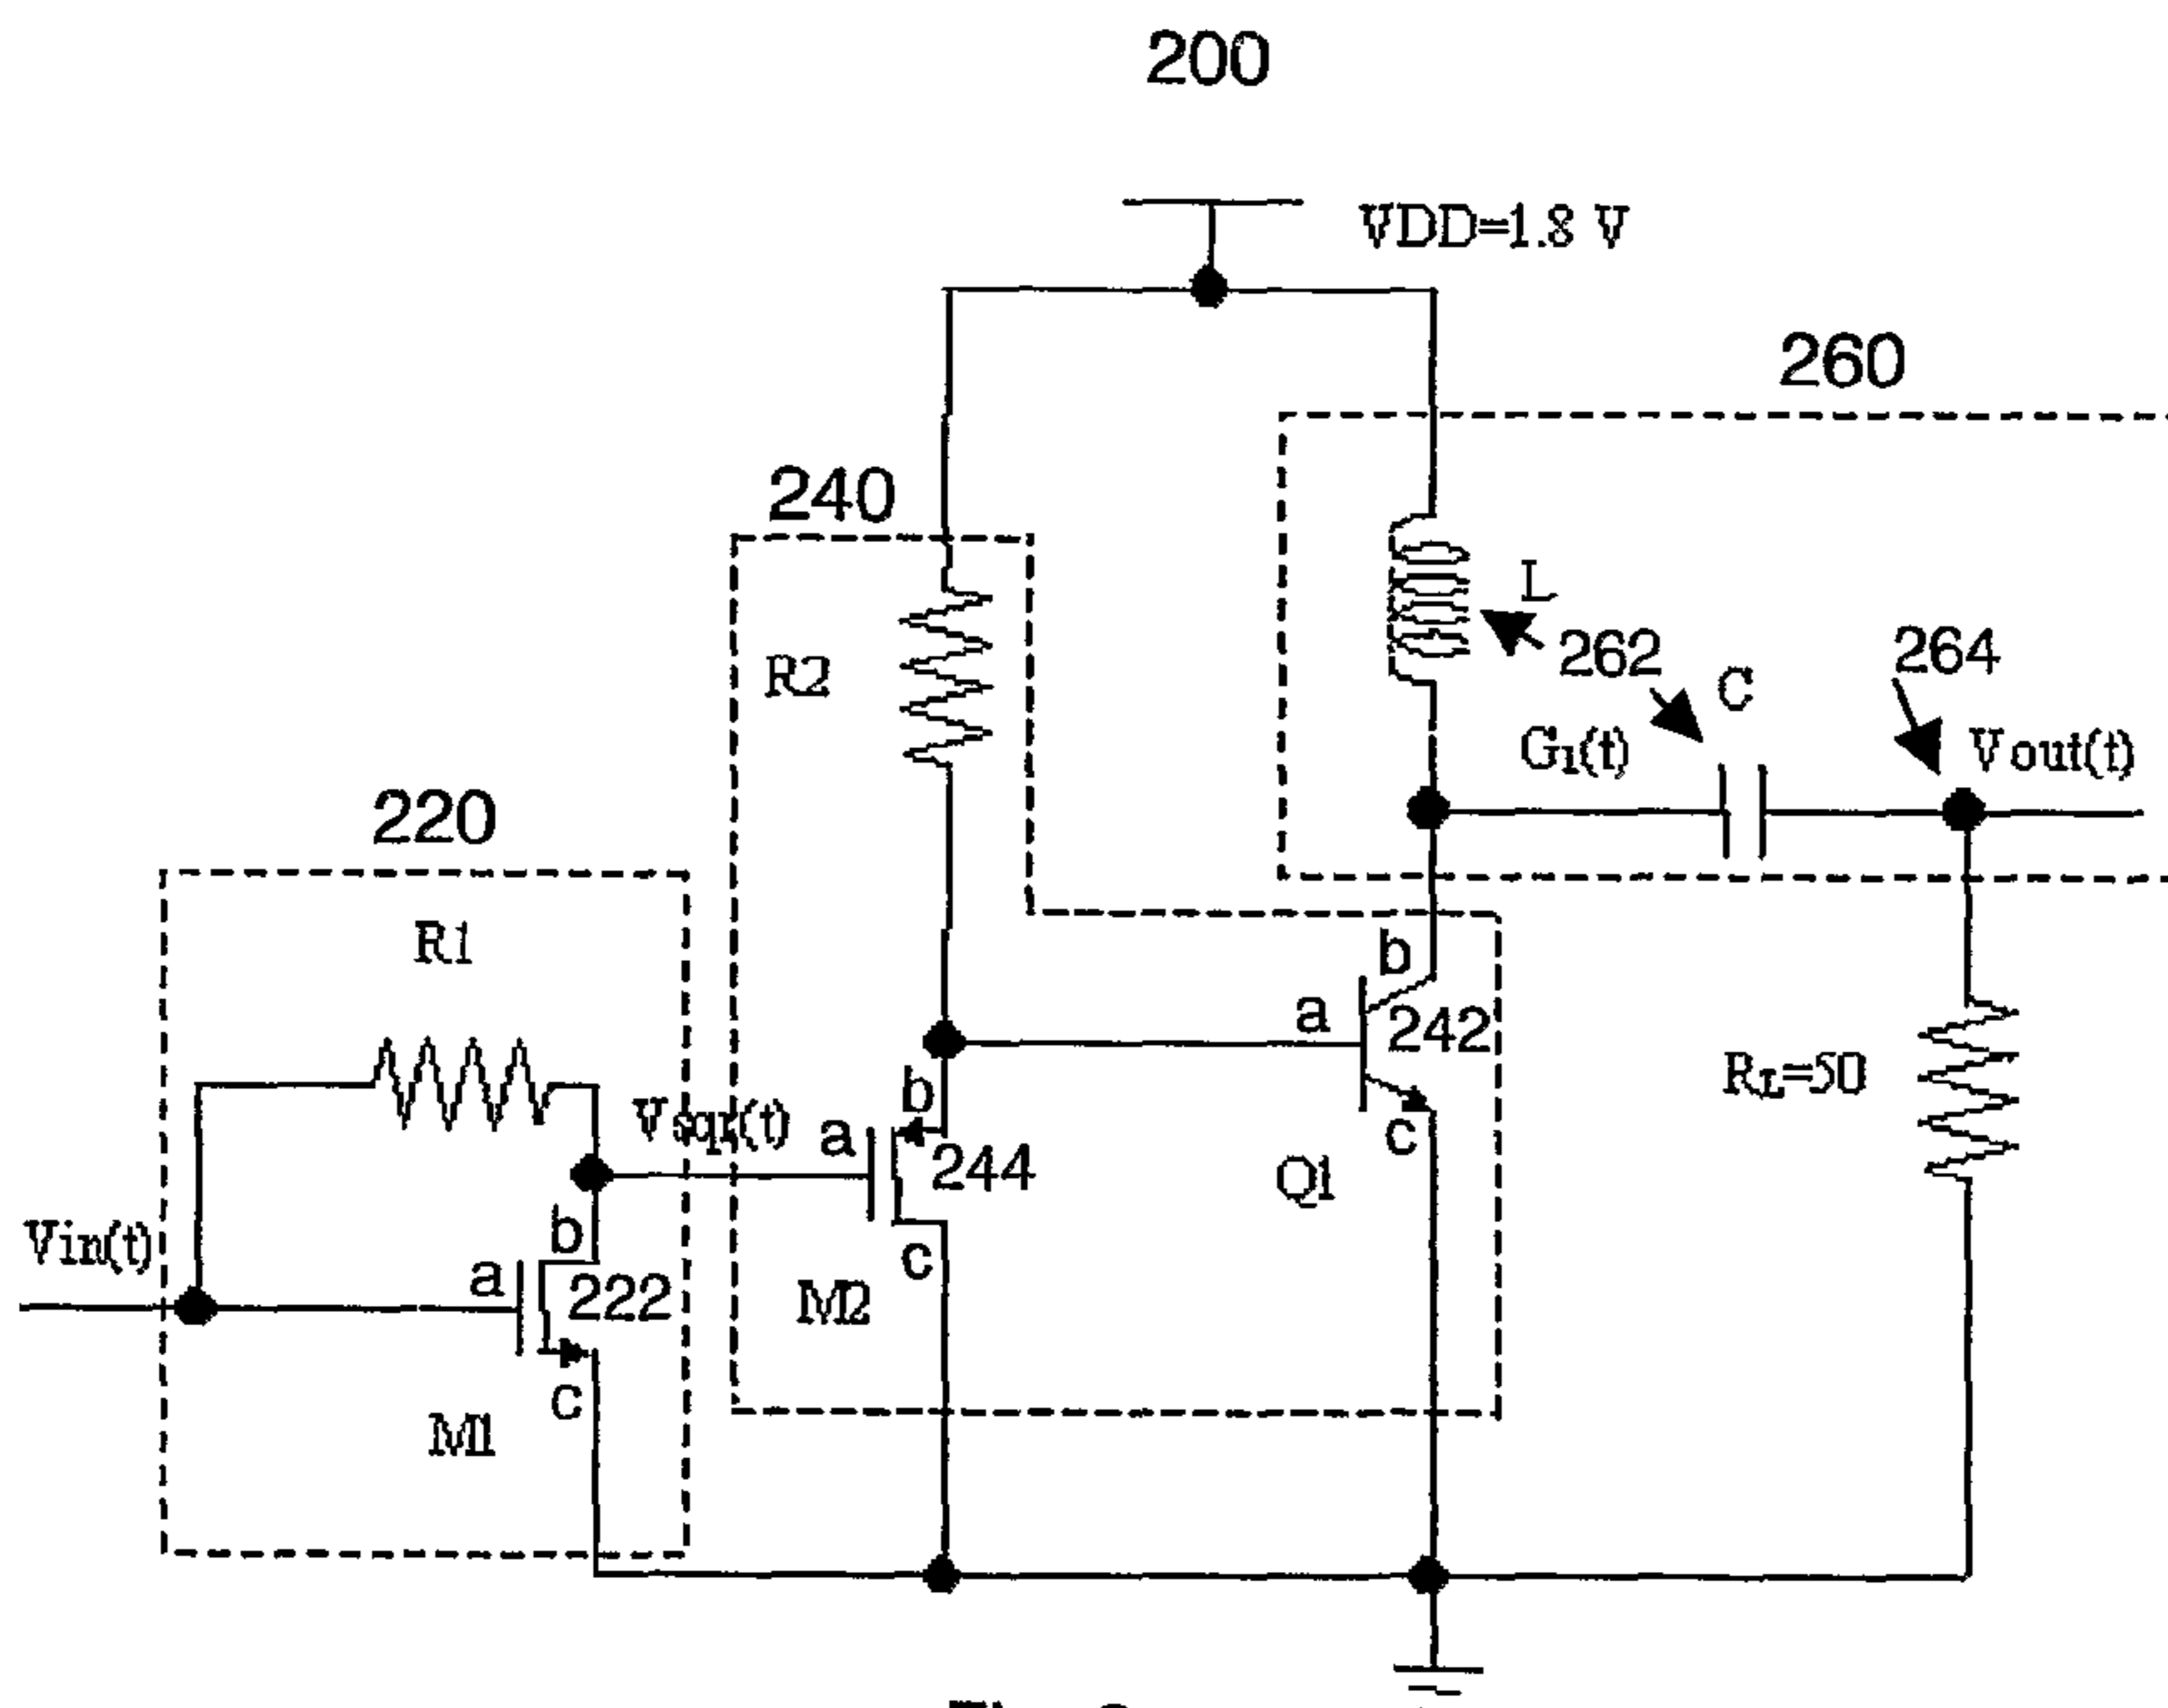 200
VDD=1.8 V
260
240
L
R2
262
C
264
G1(t)
Vout(t)
220
R1
b
a
242
RL=50
Vsqr(t)
b
a
244
c
Q1
Vin(t)
b
a
222
c
M2
c
M1